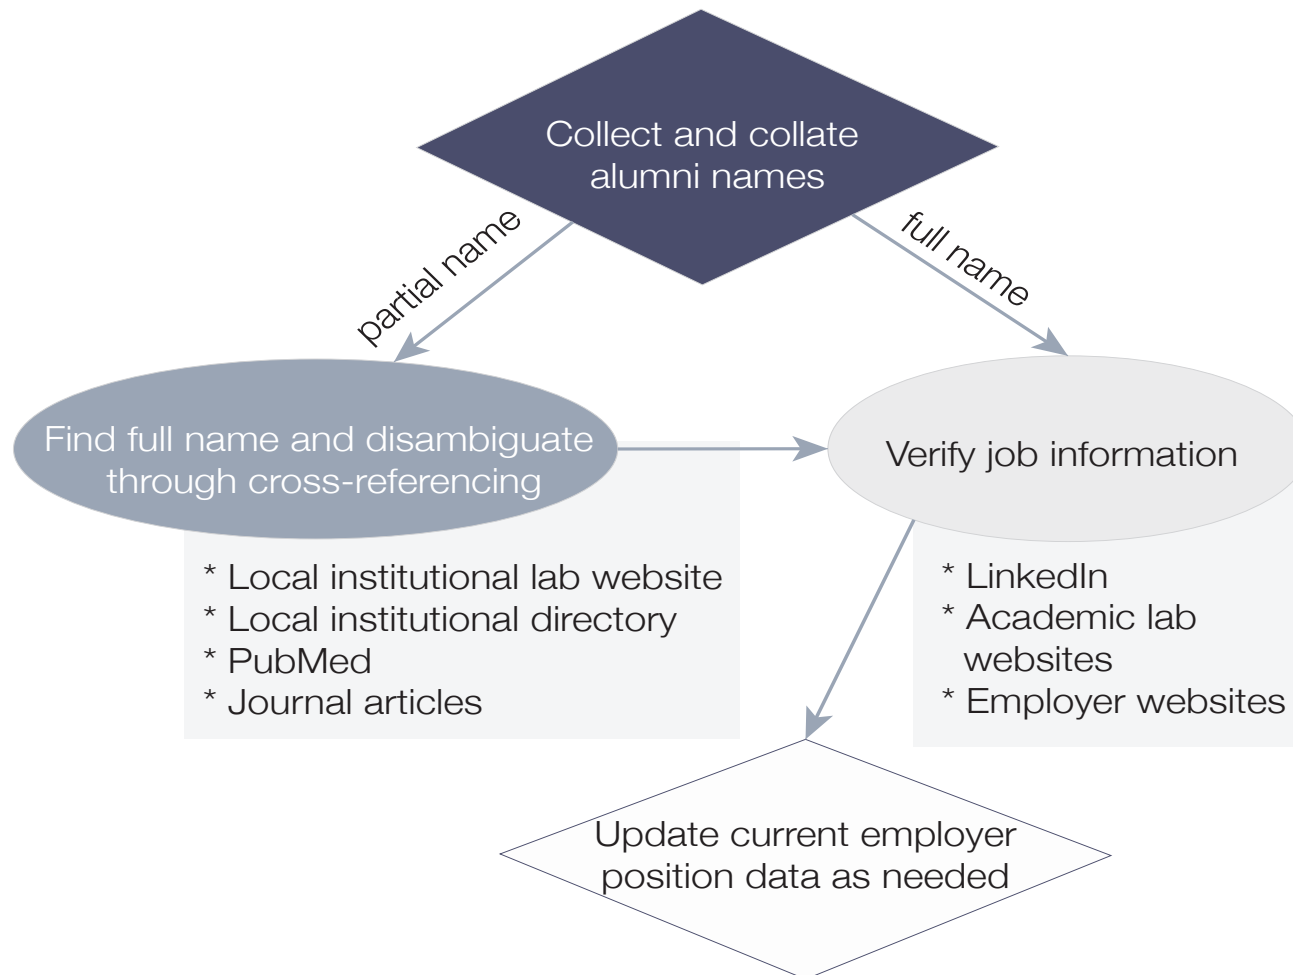 Collect and collate
alumni names
partial name
full name
Find full name and disambiguate
through cross-referencing
Verify job information
* Local institutional lab website
* Local institutional directory
* PubMed
* Journal articles
* LinkedIn
* Academic lab
websites
* Employer websites
Update current employer
position data as needed